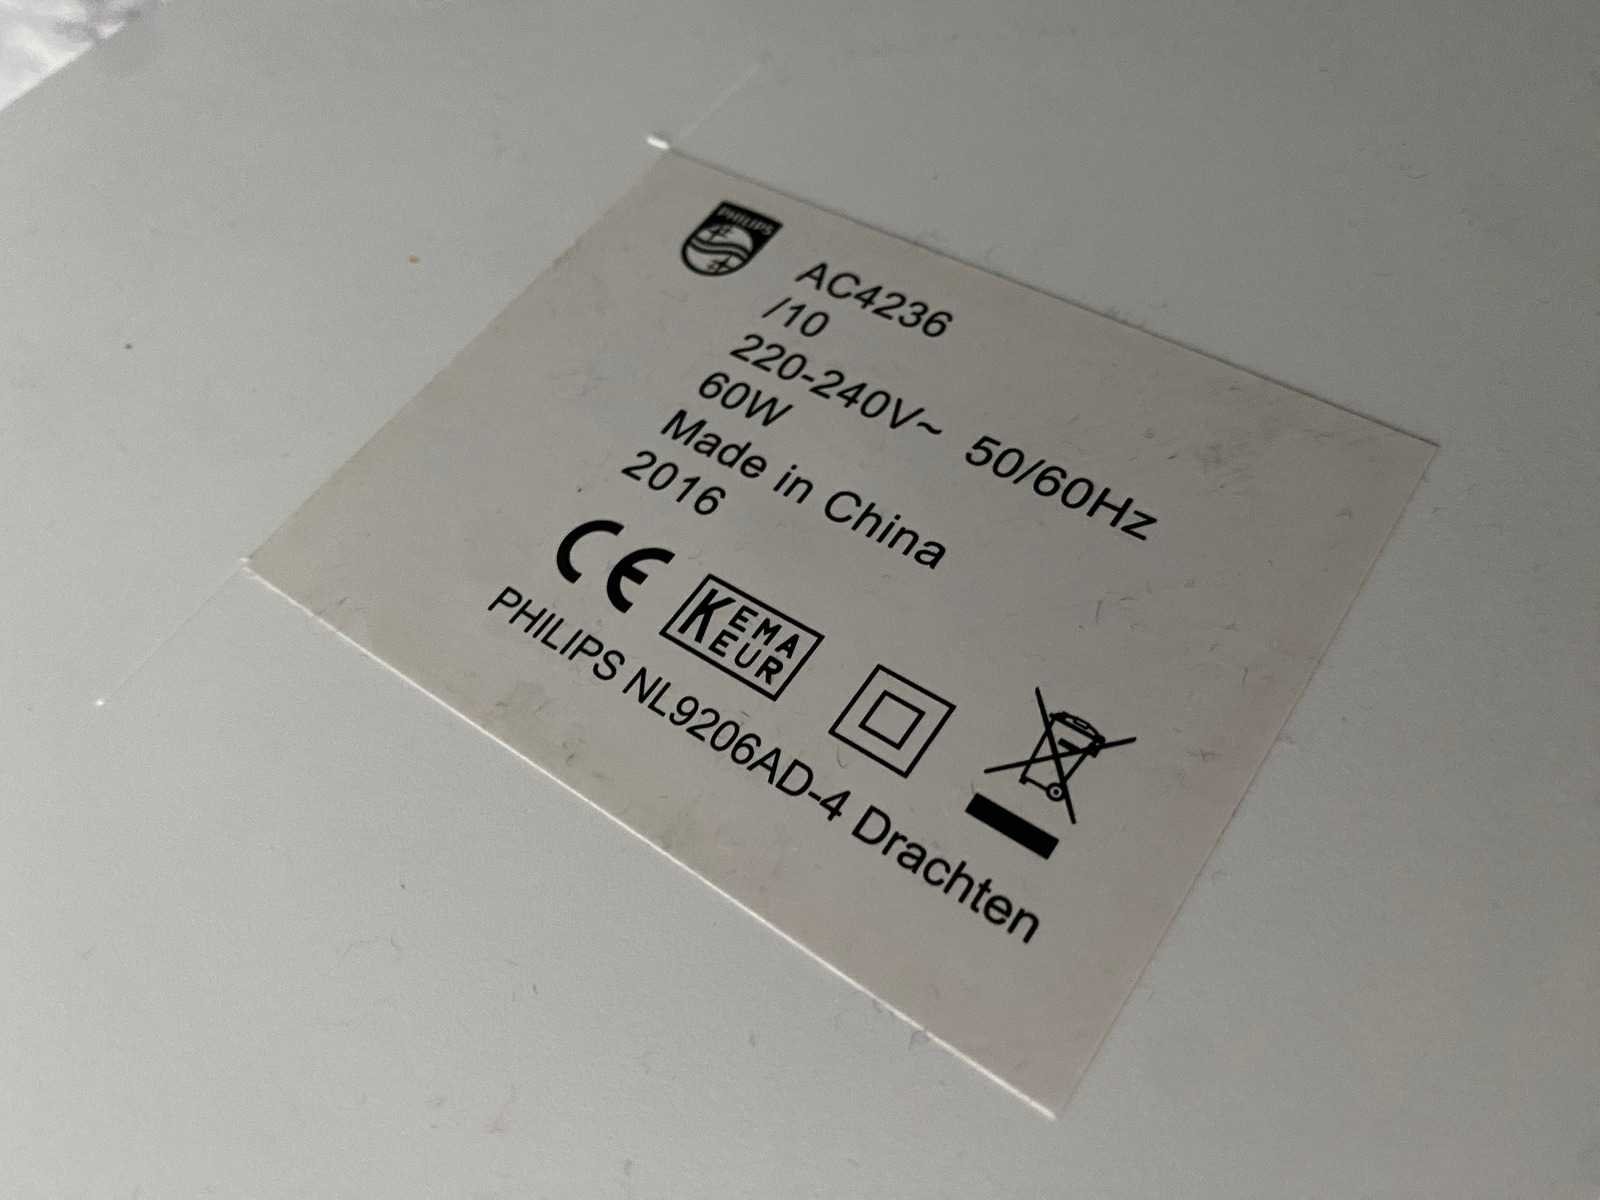 PHILIPS
AC4236
/10
220-240V~ 50/60Hz
60W
Made in China
2016
CE
KEMA
KEUR
PHILIPS NL9206AD-4 Drachten